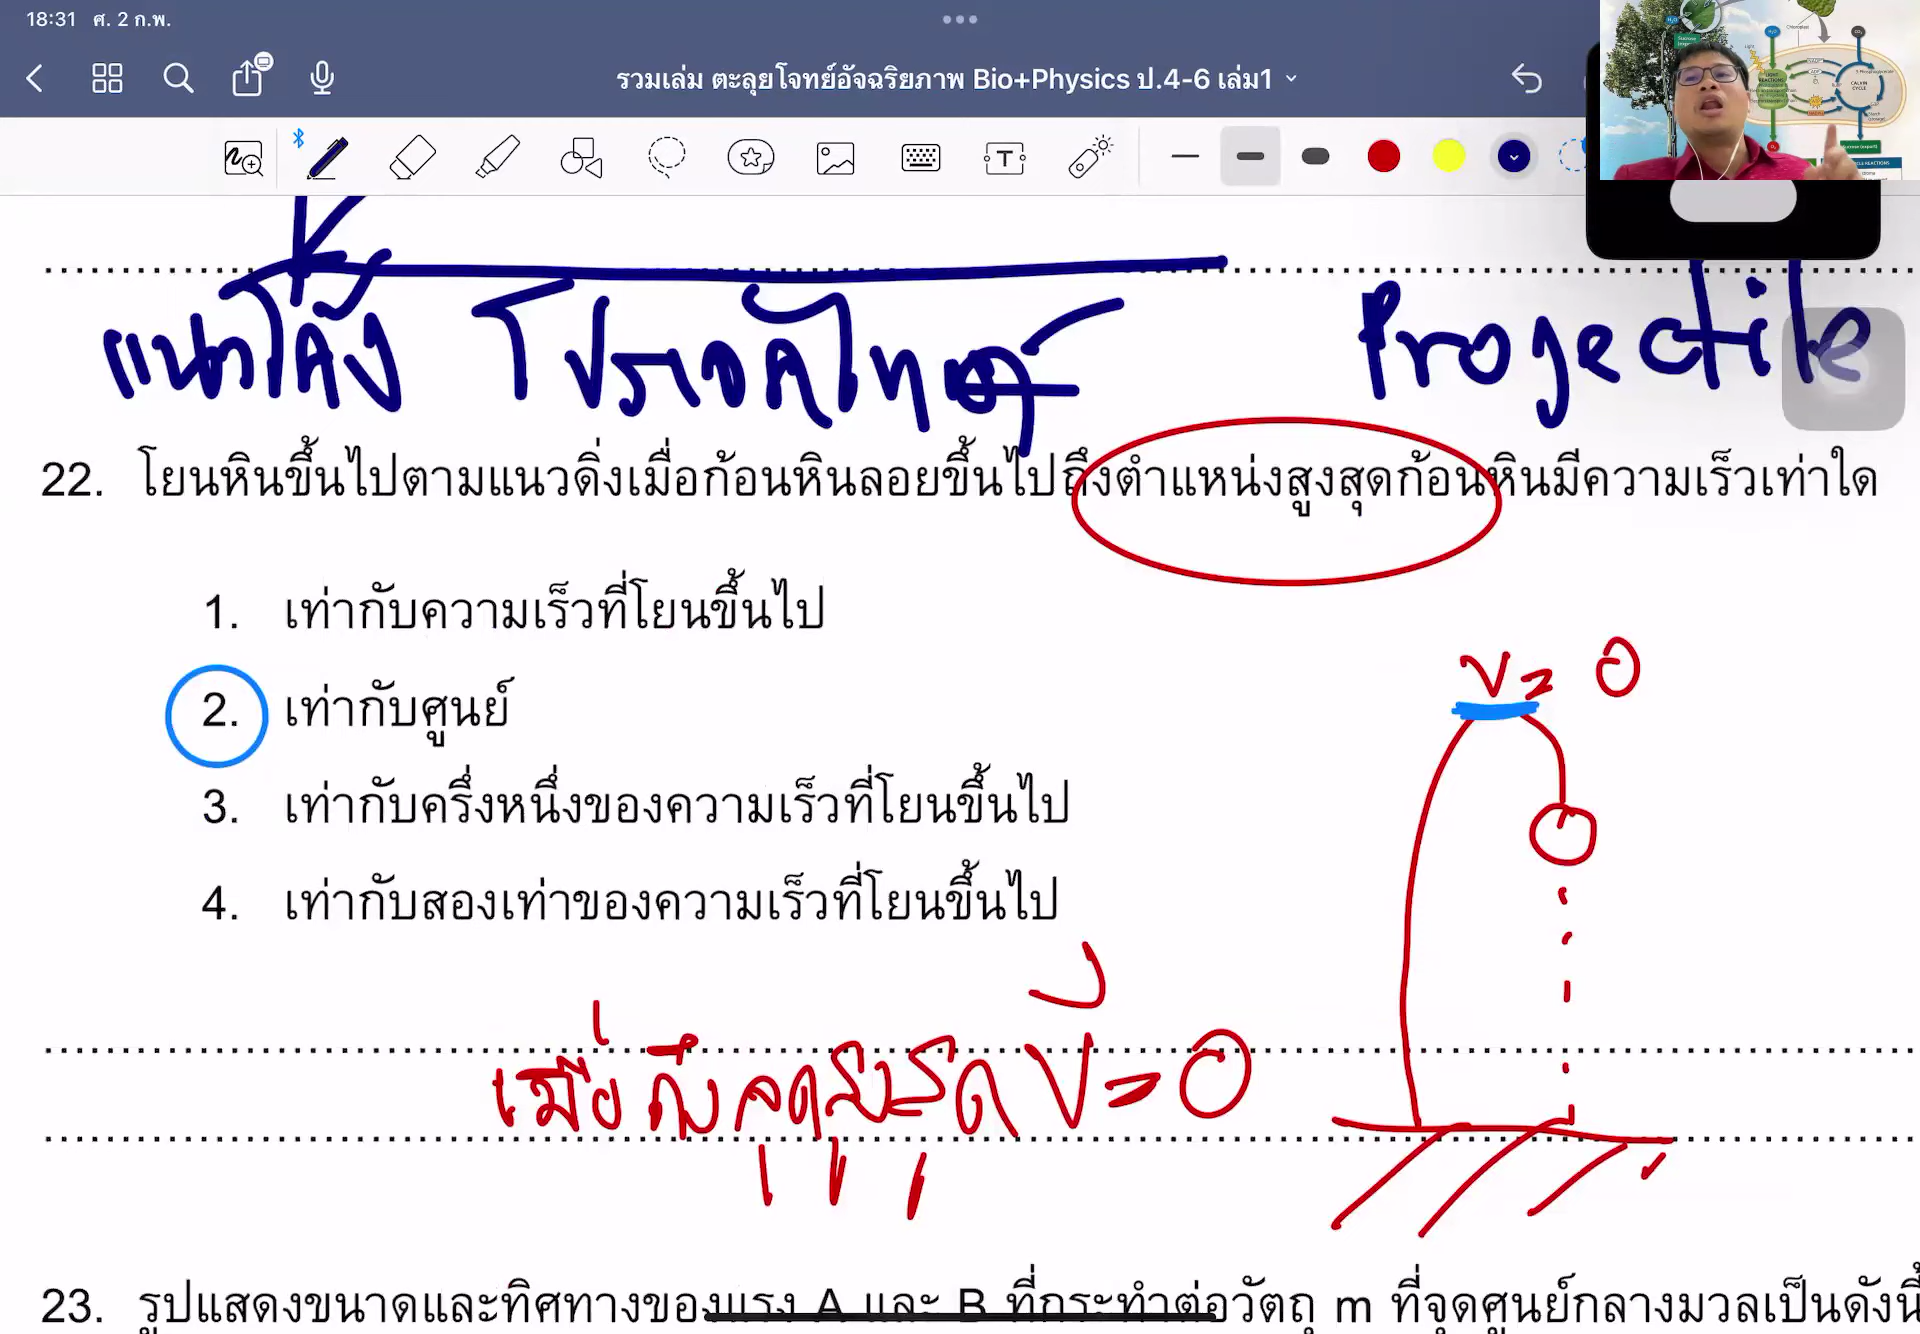 18:31 ศ. 2 ก.พ.
รวมเล่ม ตะลุยโจทย์อัจฉริยภาพ Bio+Physics ป.4-6 เล่ม1
แนวโค้ง โปรเจคไทล์ Projectile
22. โยนหินขึ้นไปตามแนวดิ่งเมื่อก้อนหินลอยขึ้นไปถึงตำแหน่งสูงสุดก้อนหินมีความเร็วเท่าใด
1. เท่ากับความเร็วที่โยนขึ้นไป
2. เท่ากับศูนย์
3. เท่ากับครึ่งหนึ่งของความเร็วที่โยนขึ้นไป
4. เท่ากับสองเท่าของความเร็วที่โยนขึ้นไป
v = 0
เมื่อถึงจุดสูงสุด v = 0
23. รูปแสดงขนาดและทิศทางของแรง A และ B ที่กระทำต่อวัตถุ m ที่จุดศูนย์กลางมวลเป็นดังนี้